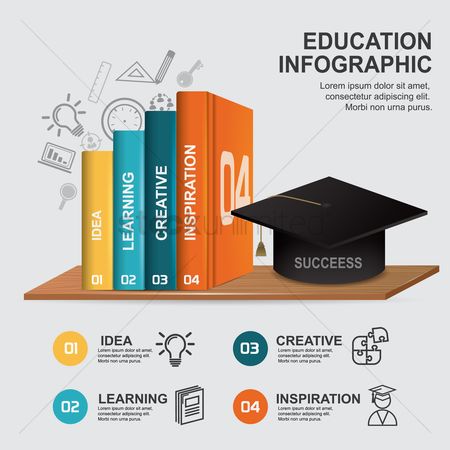 EDUCATION
INFOGRAPHIC
Lorem ipsum dolor sit amet,
consectetur adipiscing elit.
Morbi non urna purus.
IDEA
01
LEARNING
02
CREATIVE
03
INSPIRATION
04
04
SUCCEESS
stockunlimited
01
IDEA
Lorem ipsum dolor
sit amet, consectetur
adipiscing elit.
Morbi non urna purus.
03
CREATIVE
Lorem ipsum dolor
sit amet, consectetur
adipiscing elit.
Morbi non urna purus.
02
LEARNING
Lorem ipsum dolor
sit amet, consectetur
adipiscing elit.
Morbi non urna purus.
04
INSPIRATION
Lorem ipsum dolor
sit amet, consectetur
adipiscing elit.
Morbi non urna purus.